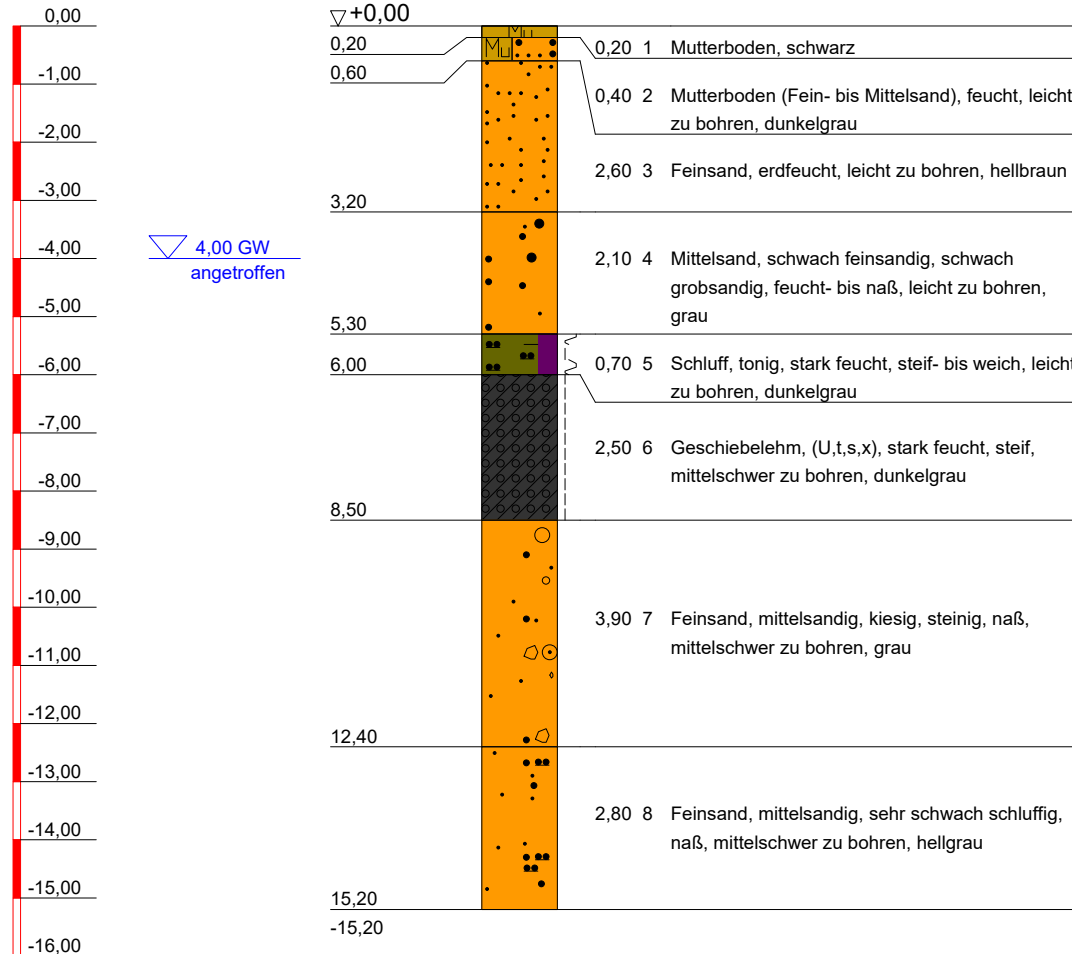 0,00
-1,00
-2,00
-3,00
-4,00
-5,00
-6,00
-7,00
-8,00
-9,00
-10,00
-11,00
-12,00
-13,00
-14,00
-15,00
-16,00
4,00 GW
angetroffen
+0,00
0,20
0,60
3,20
5,30
6,00
8,50
12,40
15,20
-15,20
Mu
Mu
0,20 1 Mutterboden, schwarz
0,40 2 Mutterboden (Fein- bis Mittelsand), feucht, leicht
zu bohren, dunkelgrau
2,60 3 Feinsand, erdfeucht, leicht zu bohren, hellbraun
2,10 4 Mittelsand, schwach feinsandig, schwach
grobsandig, feucht- bis naß, leicht zu bohren,
grau
0,70 5 Schluff, tonig, stark feucht, steif- bis weich, leicht
zu bohren, dunkelgrau
2,50 6 Geschiebelehm, (U,t,s,x), stark feucht, steif,
mittelschwer zu bohren, dunkelgrau
3,90 7 Feinsand, mittelsandig, kiesig, steinig, naß,
mittelschwer zu bohren, grau
2,80 8 Feinsand, mittelsandig, sehr schwach schluffig,
naß, mittelschwer zu bohren, hellgrau